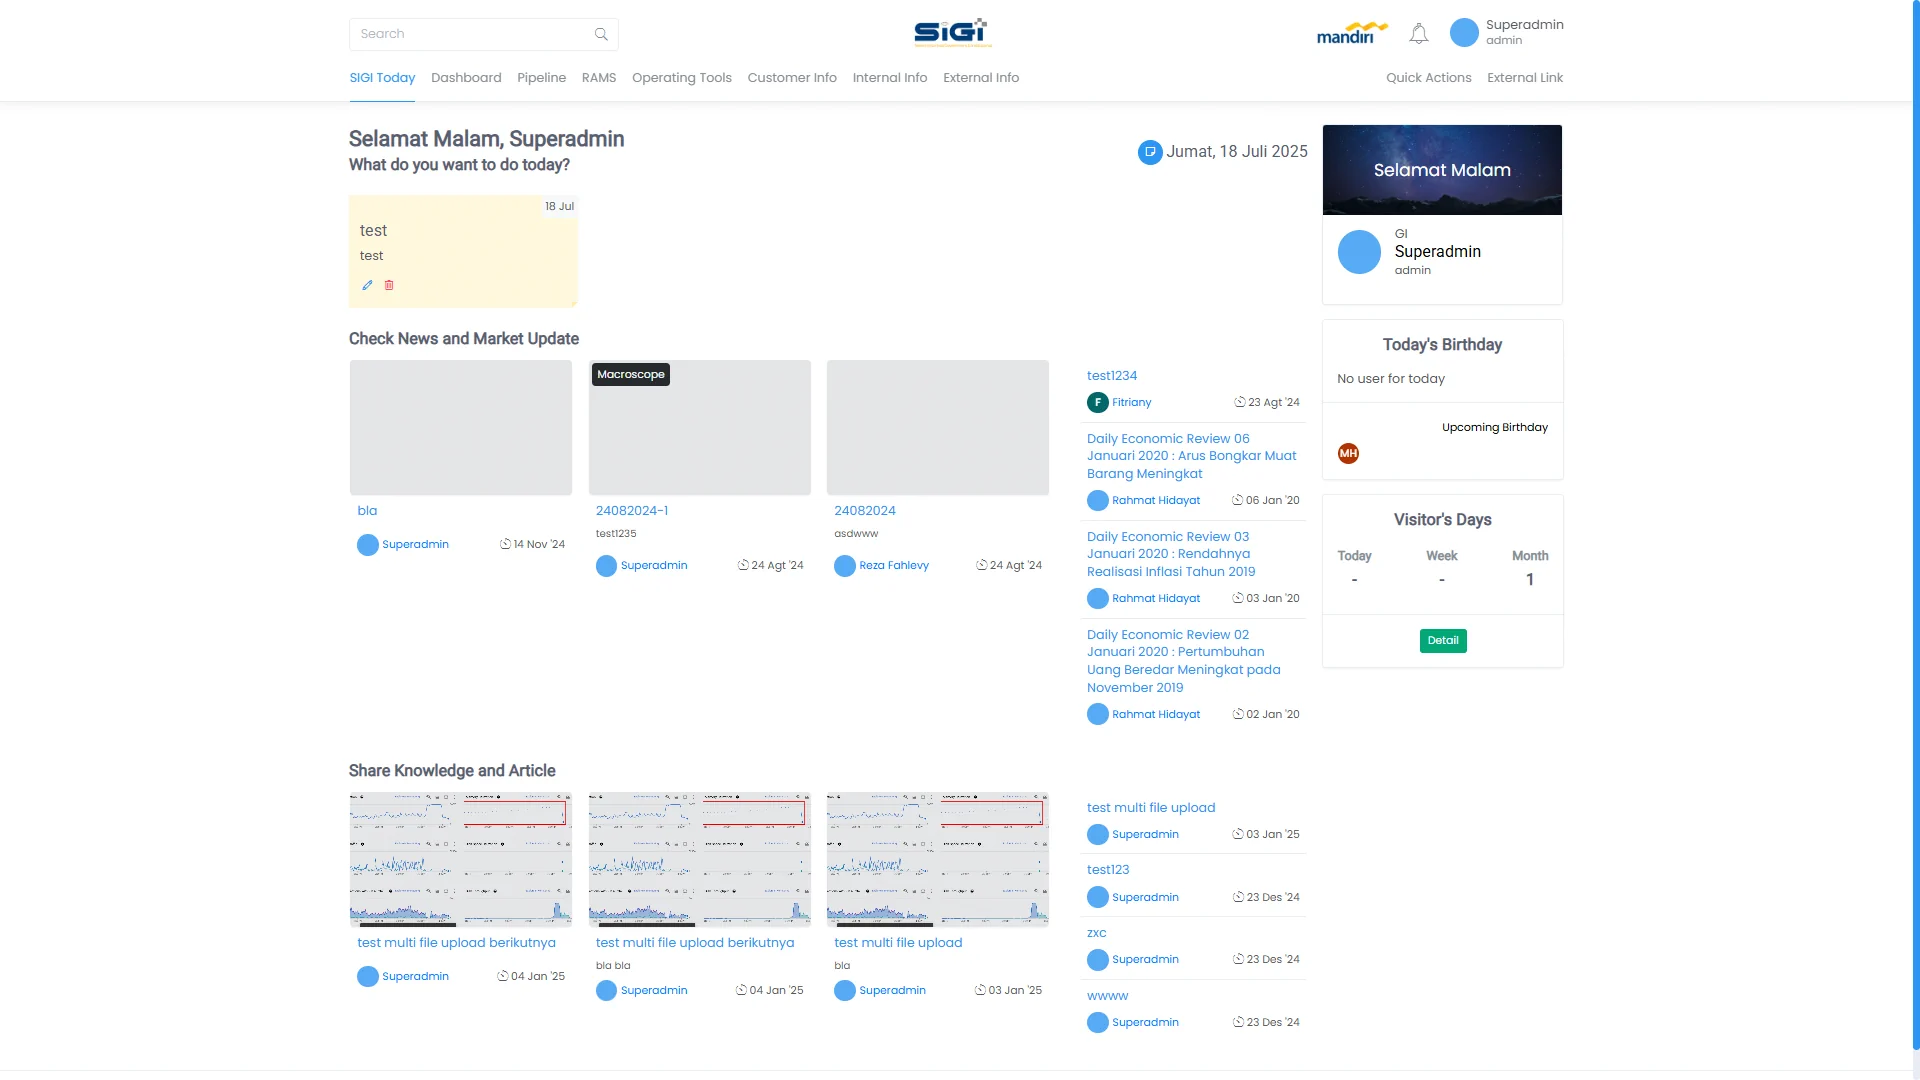 Search
SiGi
mandiri
Superadmin
admin
SIGI Today Dashboard Pipeline RAMS Operating Tools Customer Info Internal Info External Info
Quick Actions External Link
Selamat Malam, Superadmin
What do you want to do today?
Jumat, 18 Juli 2025
18 Jul
test
test
Check News and Market Update
bla
Superadmin 14 Nov '24
Macroscope
24082024-1
test1235
Superadmin 24 Agt '24
24082024
asdwww
Reza Fahlevy 24 Agt '24
test1234
F Fitriany 23 Agt '24
Daily Economic Review 06
Januari 2020 : Arus Bongkar Muat
Barang Meningkat
Rahmat Hidayat 06 Jan '20
Daily Economic Review 03
Januari 2020 : Rendahnya
Realisasi Inflasi Tahun 2019
Rahmat Hidayat 03 Jan '20
Daily Economic Review 02
Januari 2020 : Pertumbuhan
Uang Beredar Meningkat pada
November 2019
Rahmat Hidayat 02 Jan '20
Share Knowledge and Article
test multi file upload berikutnya
Superadmin 04 Jan '25
test multi file upload berikutnya
bla bla
Superadmin 04 Jan '25
test multi file upload
bla
Superadmin 03 Jan '25
test multi file upload
Superadmin 03 Jan '25
test123
Superadmin 23 Des '24
zxc
Superadmin 23 Des '24
wwww
Superadmin 23 Des '24
Selamat Malam
GI
Superadmin
admin
Today's Birthday
No user for today
Upcoming Birthday
MH
Visitor's Days
Today Week Month
- - 1
Detail